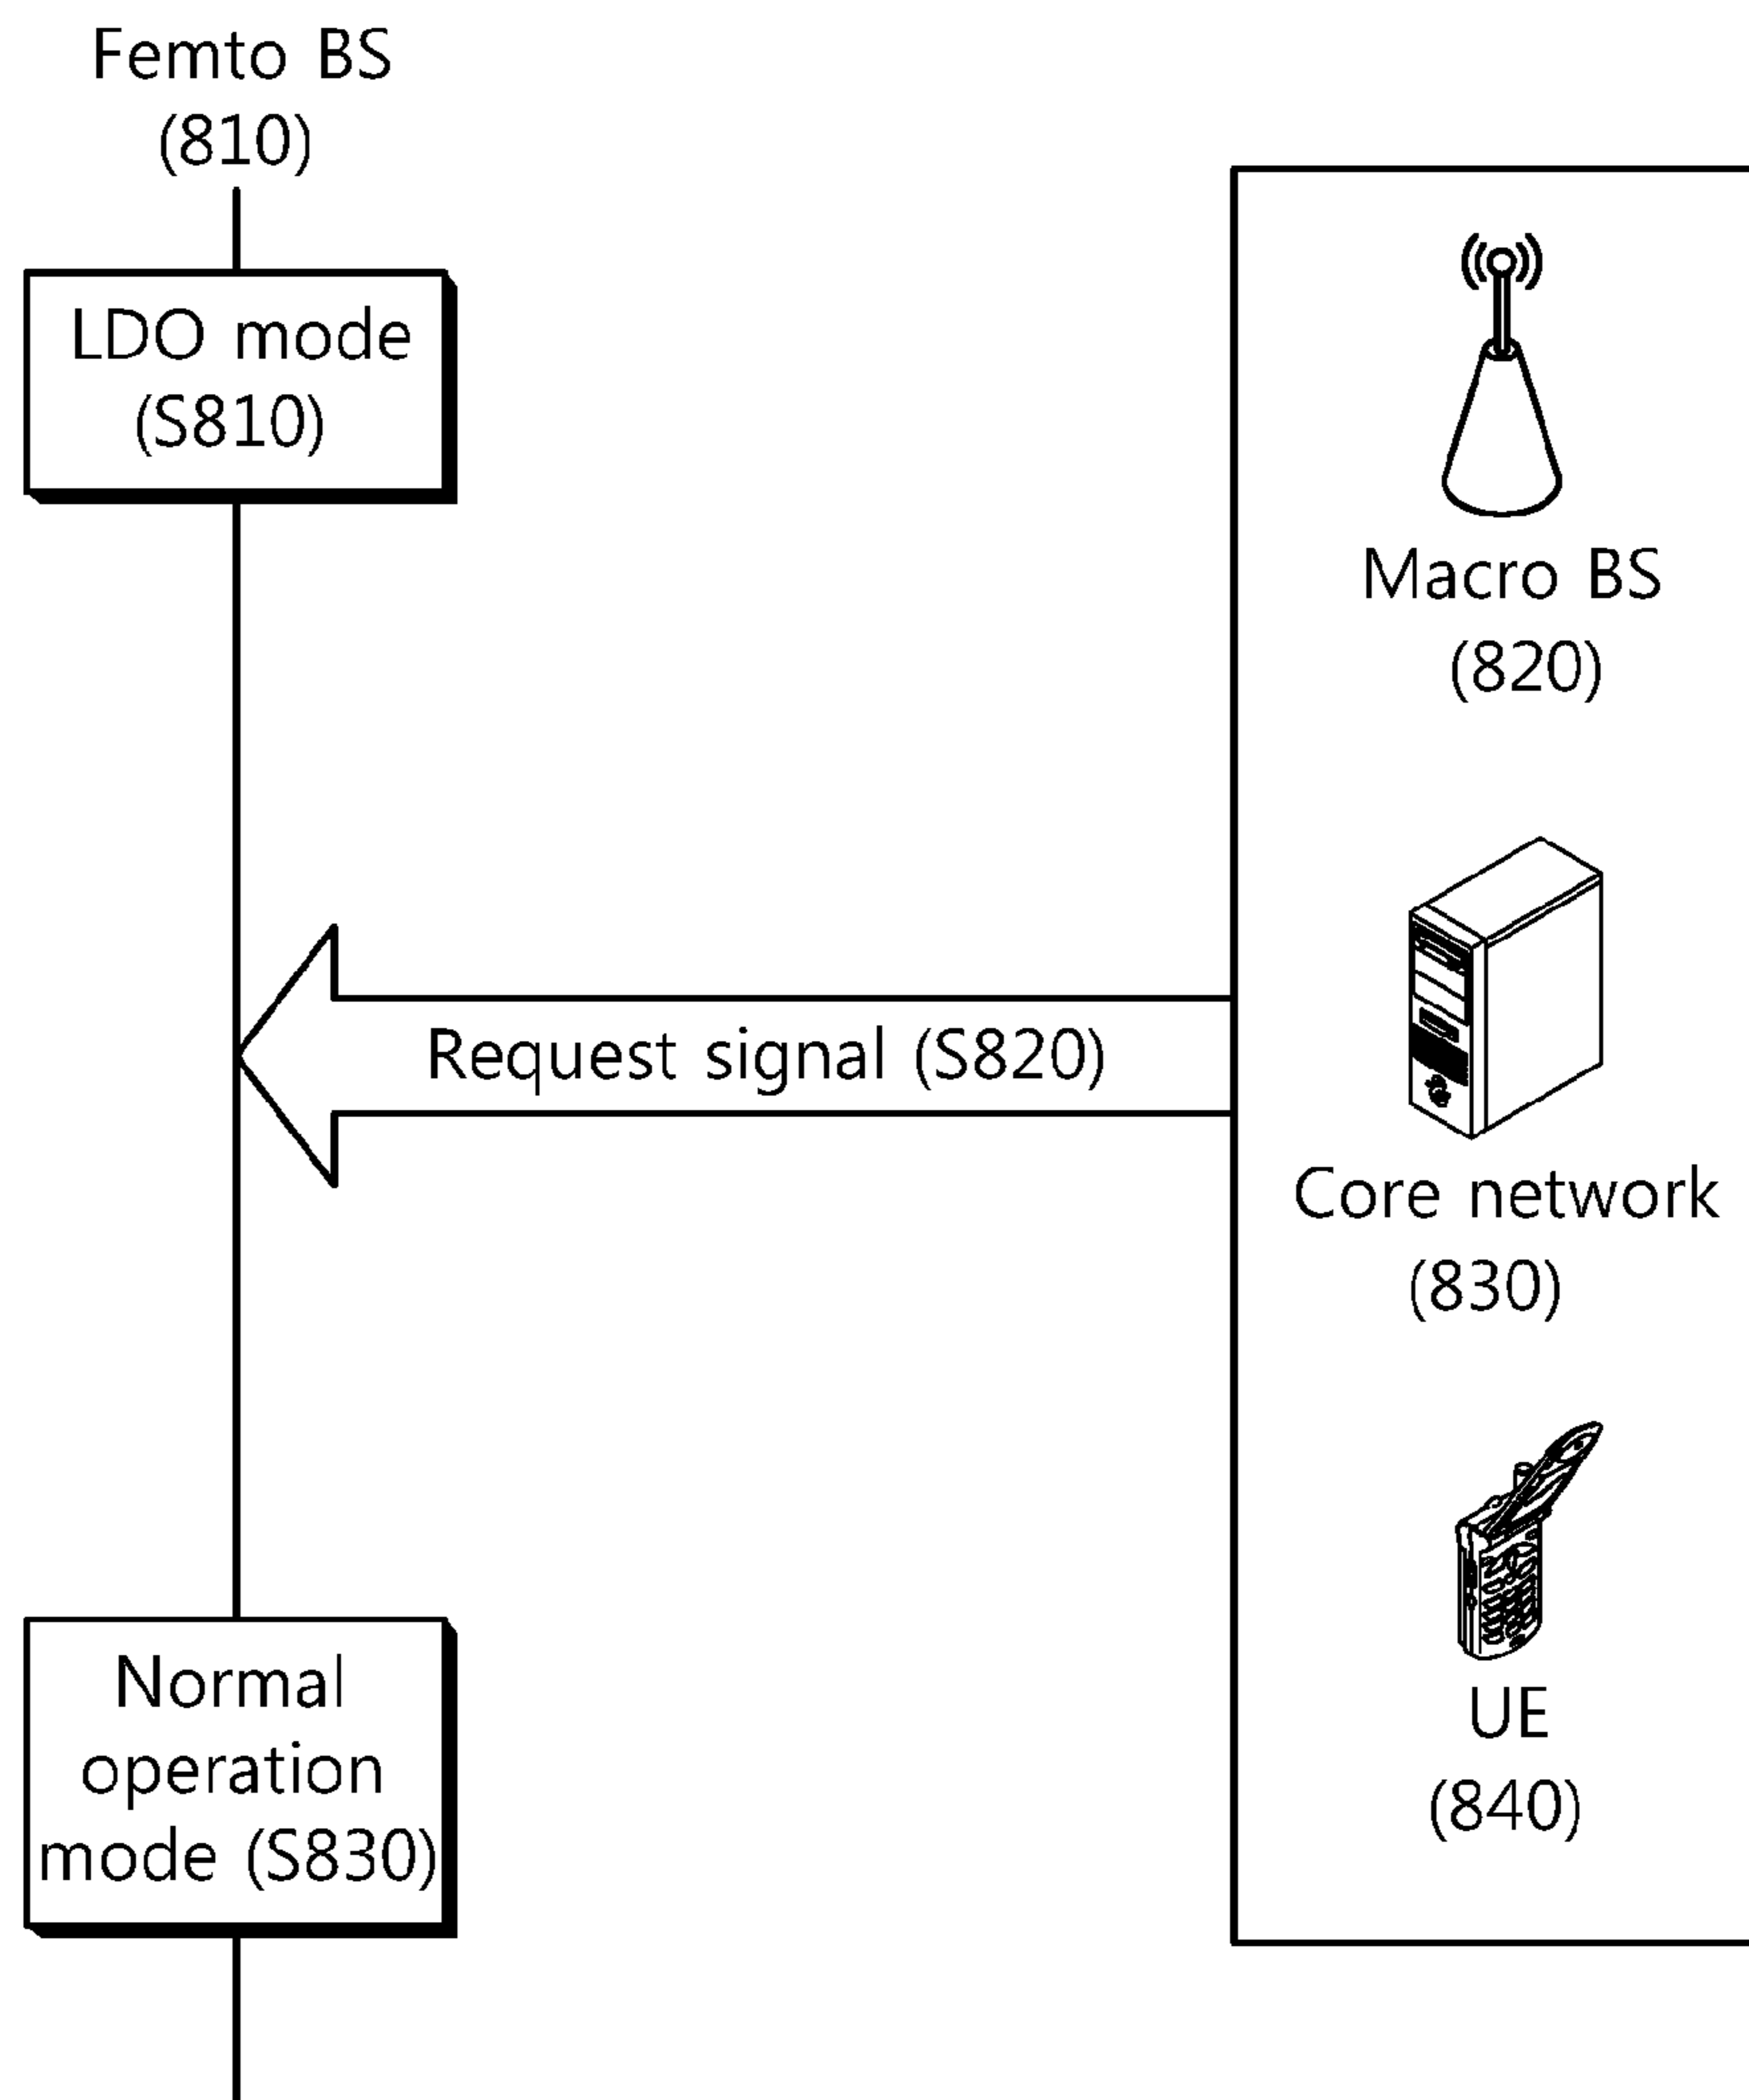 Femto BS
(810)
LDO mode
(S810)
Macro BS
(820)
Request signal (S820)
Core network
(830)
Normal
operation
mode (S830)
UE
(840)